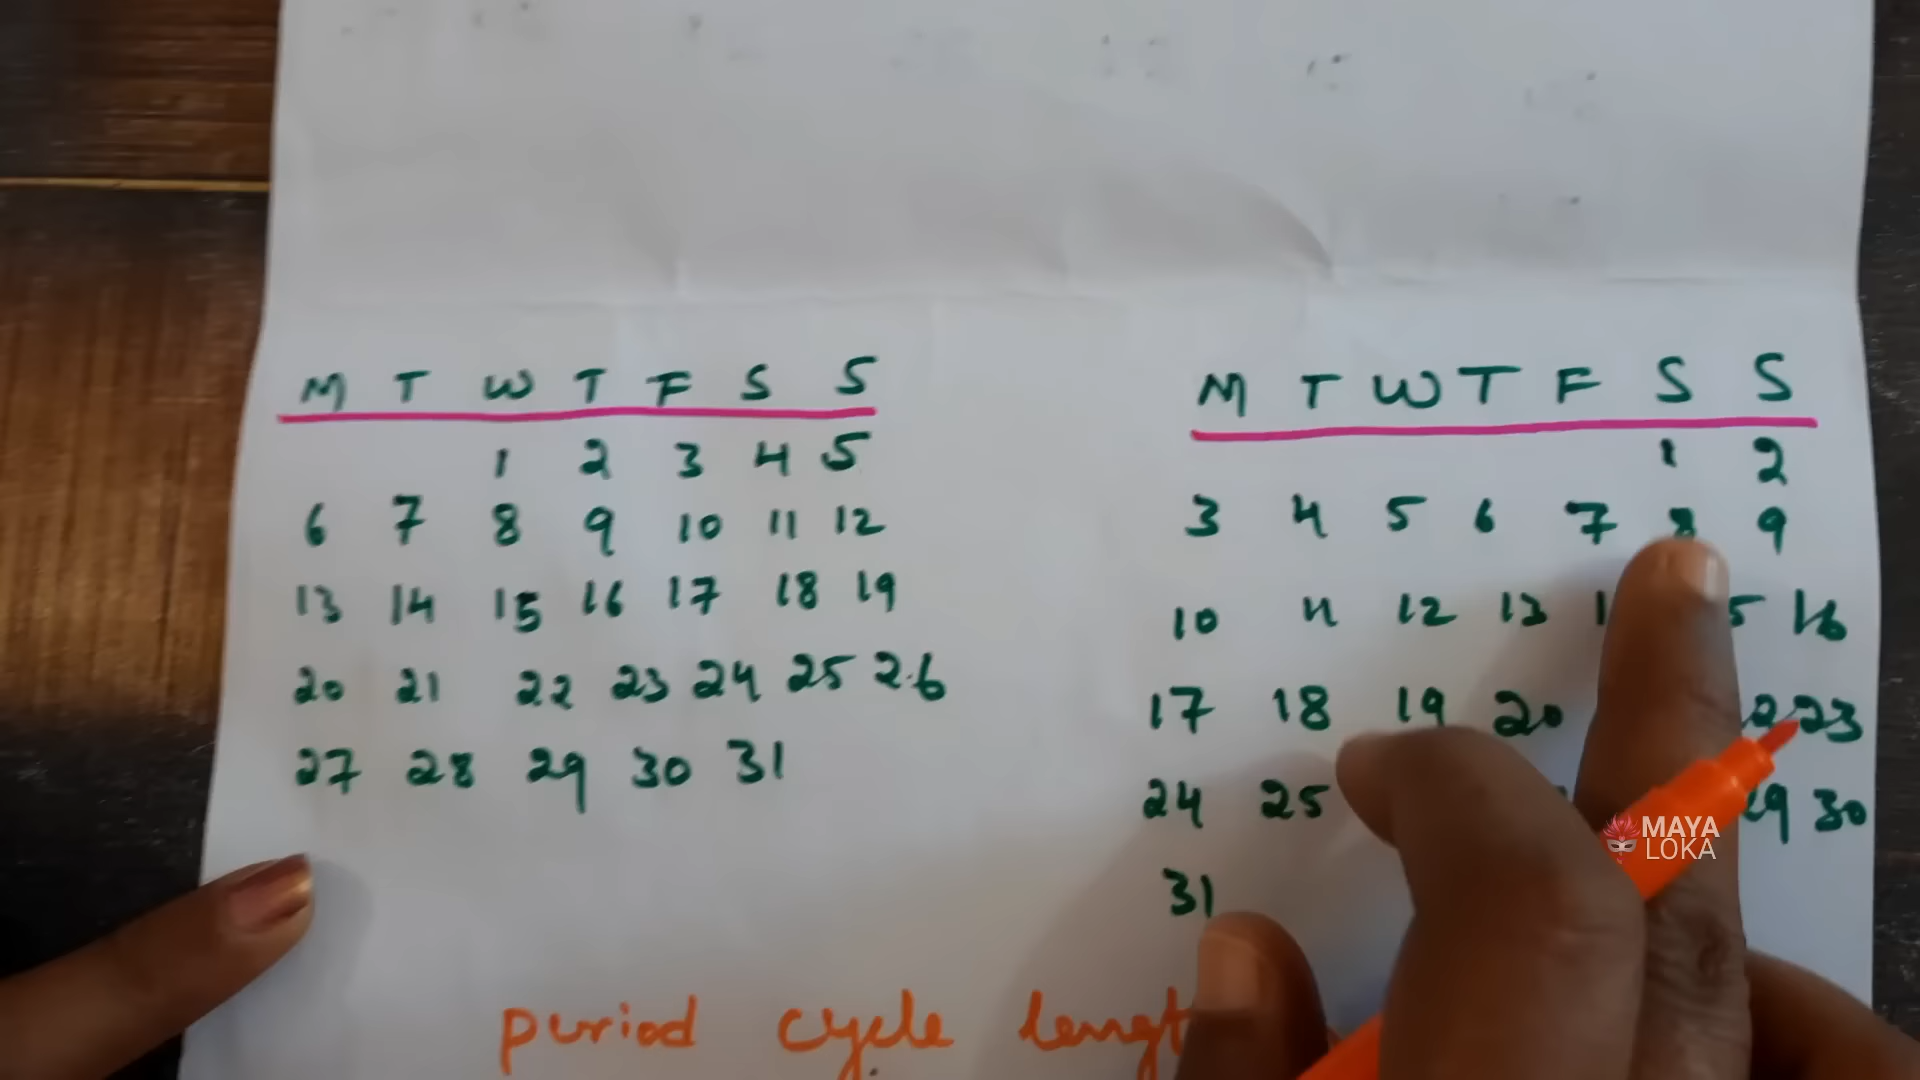 M T W T F S S
1 2 3 4 5
6 7 8 9 10 11 12
13 14 15 16 17 18 19
20 21 22 23 24 25 26
27 28 29 30 31
M T W T F S S
1 2
3 4 5 6 7 8 9
10 11 12 13 16
17 18 19 20 23
24 25 30
31
period cycle
MAYA
LOKA